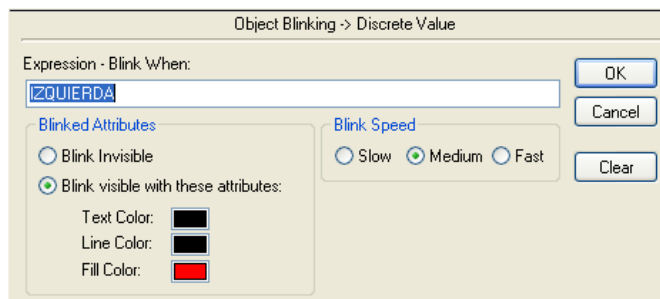 Object Blinking -> Discrete Value
Expression - Blink When:
IZQUIERDA
OK
Cancel
Clear
Blinked Attributes
Blink Invisible
Blink visible with these attributes:
Text Color:
Line Color:
Fill Color:
Blink Speed
Slow Medium Fast